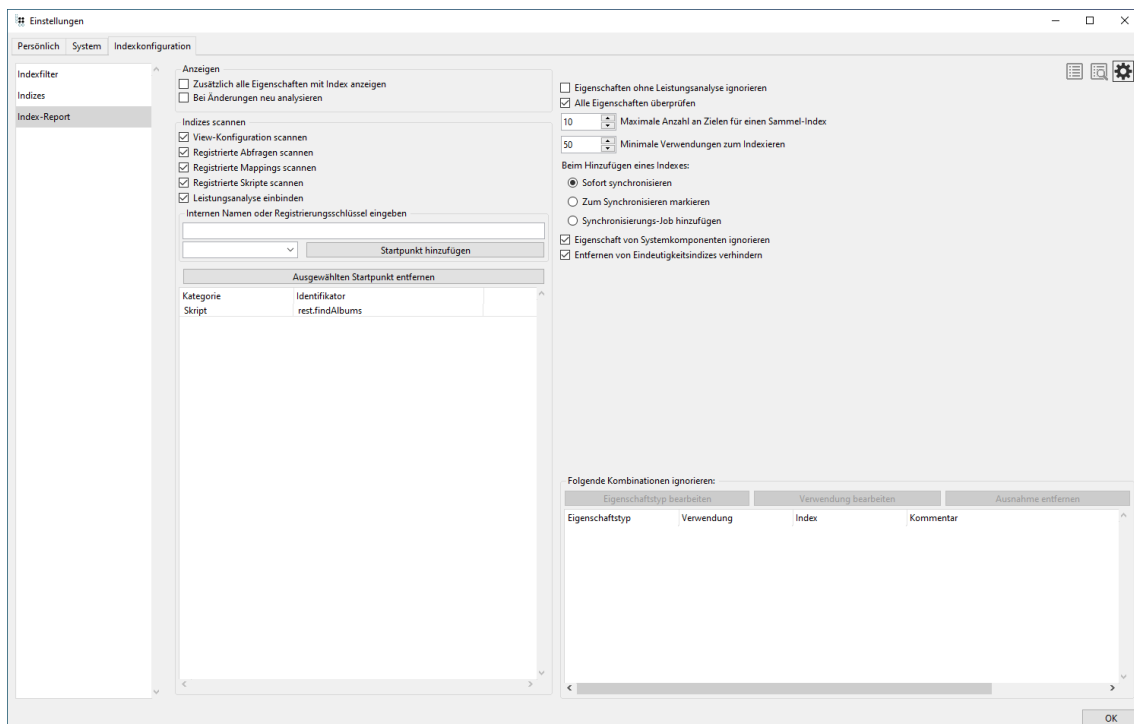 Einstellungen
Persönlich System Indexkonfiguration
Indexfilter
Indizes
Index-Report
Anzeigen
Zusätzlich alle Eigenschaften mit Index anzeigen
Bei Änderungen neu analysieren
Indizes scannen
View-Konfiguration scannen
Registrierte Abfragen scannen
Registrierte Mappings scannen
Registrierte Skripte scannen
Leistungsanalyse einbinden
Internen Namen oder Registrierungsschlüssel eingeben
Startpunkt hinzufügen
Ausgewählten Startpunkt entfernen
Kategorie Identifikator
Skript rest.findAlbums
Eigenschaften ohne Leistungsanalyse ignorieren
Alle Eigenschaften überprüfen
10 Maximale Anzahl an Zielen für einen Sammel-Index
50 Minimale Verwendungen zum Indexieren
Beim Hinzufügen eines Indexes:
Sofort synchronisieren
Zum Synchronisieren markieren
Synchronisierungs-Job hinzufügen
Eigenschaft von Systemkomponenten ignorieren
Entfernen von Eindeutigkeitsindizes verhindern
Folgende Kombinationen ignorieren:
Eigenschaftstyp bearbeiten Verwendung bearbeiten Ausnahme entfernen
Eigenschaftstyp Verwendung Index Kommentar
OK